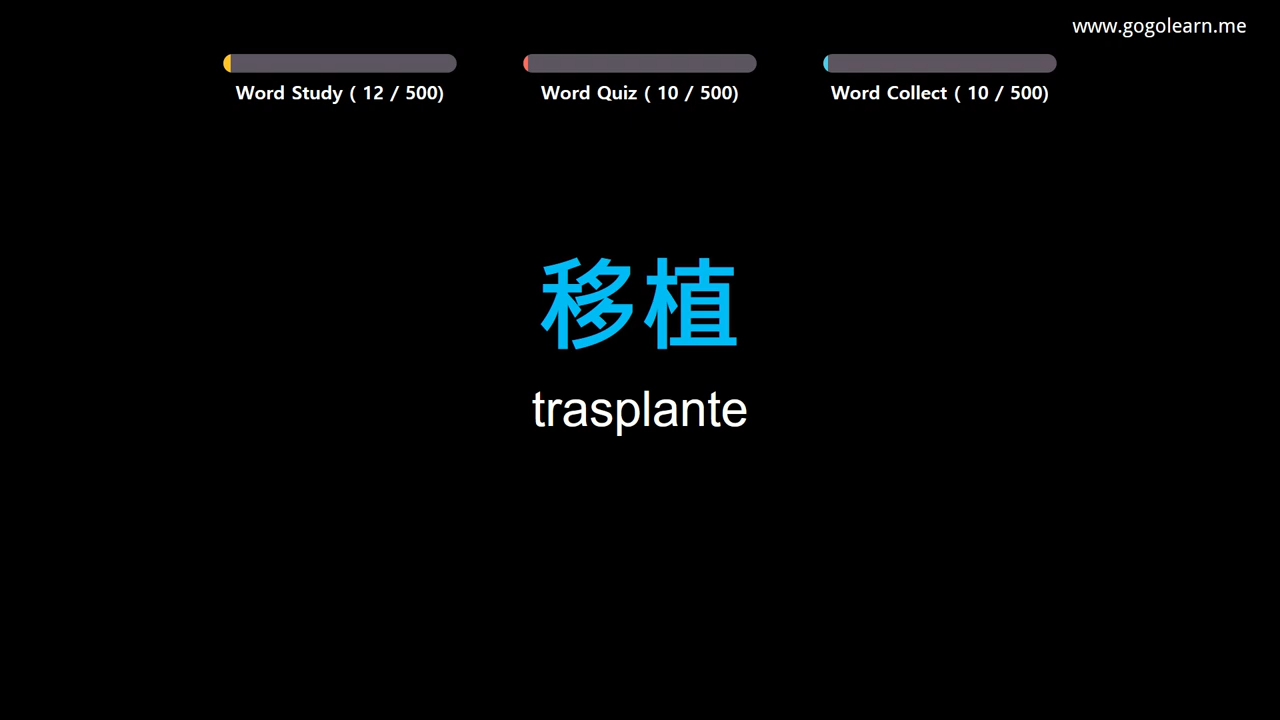 www.gogolearn.me
Word Study ( 12 / 500)
Word Quiz ( 10 / 500)
Word Collect ( 10 / 500)
移植
trasplante